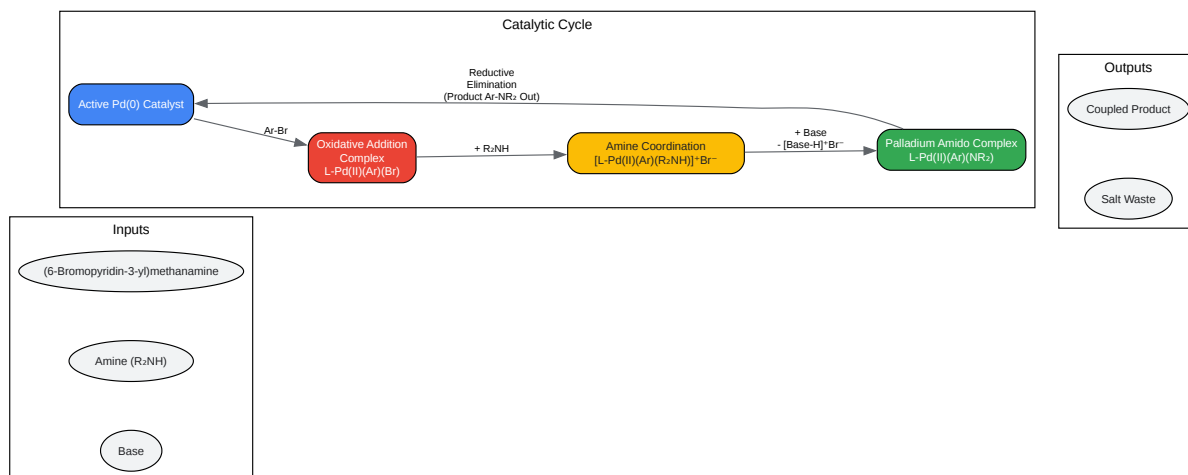 Catalytic Cycle
Active Pd(0) Catalyst
Reductive
Elimination
(Product Ar-NR₂ Out)
Ar-Br
Oxidative Addition
Complex
L-Pd(II)(Ar)(Br)
+ R₂NH
Amine Coordination
[L-Pd(II)(Ar)(R₂NH)]⁺Br⁻
+ Base
- [Base-H]⁺Br⁻
Palladium Amido Complex
L-Pd(II)(Ar)(NR₂)
Outputs
Coupled Product
Salt Waste
Inputs
(6-Bromopyridin-3-yl)methanamine
Amine (R₂NH)
Base